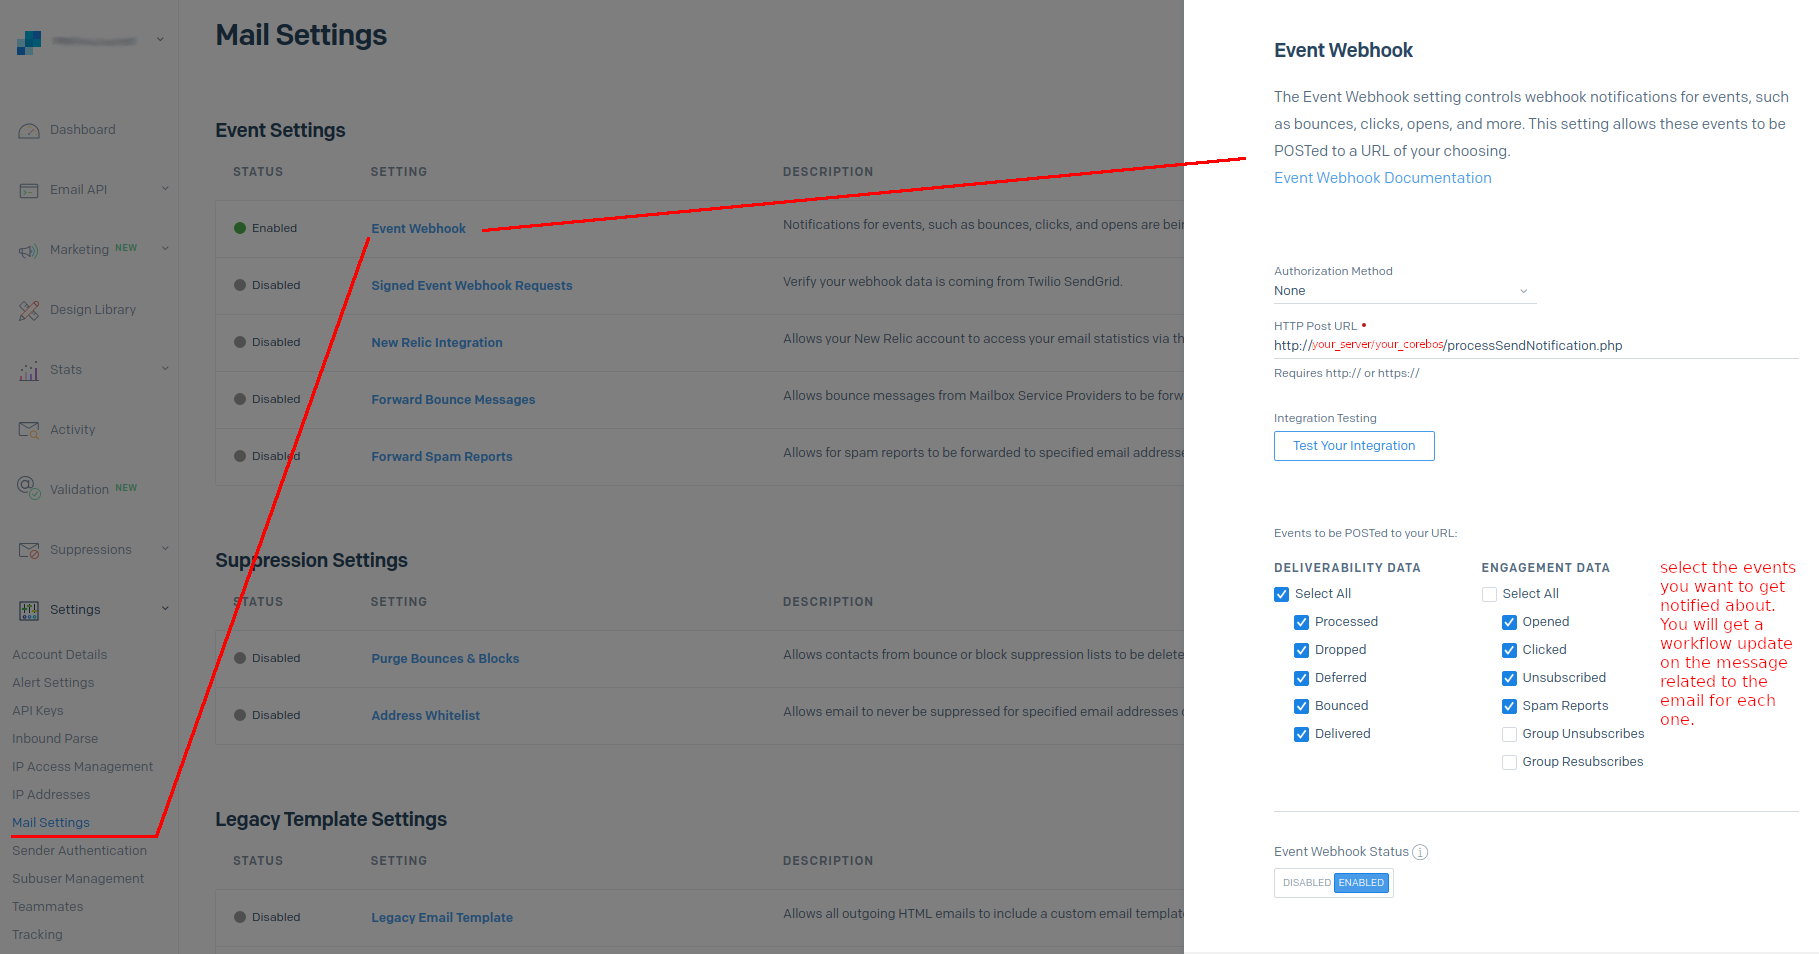 Dashboard
Email API
Marketing NEW
Design Library
Stats
Activity
Validation NEW
Suppressions
Settings
Account Details
Alert Settings
API Keys
Inbound Parse
IP Access Management
IP Addresses
Mail Settings
Sender Authentication
Subuser Management
Teammates
Tracking
Mail Settings
Event Settings
STATUS SETTING DESCRIPTION
Enabled Event Webhook Notifications for events, such as bounces, clicks, and opens are
Disabled Signed Event Webhook Requests Verify your webhook data is coming from Twilio SendGrid.
Disabled New Relic Integration Allows your New Relic account to access your email statistics via
Disabled Forward Bounce Messages Allows bounce messages from Mailbox Service Providers to be
Disabled Forward Spam Reports Allows for spam reports to be forwarded to specified email
Suppression Settings
STATUS SETTING DESCRIPTION
Disabled Purge Bounces & Blocks Allows contacts from bounce or block suppression lists to be
Disabled Address Whitelist Allows email to never be suppressed for specified email addresses
Legacy Template Settings
STATUS SETTING DESCRIPTION
Disabled Legacy Email Template Allows all outgoing HTML emails to include a custom email
Event Webhook
The Event Webhook setting controls webhook notifications for events, such
as bounces, clicks, opens, and more. This setting allows these events to be
POSTed to a URL of your choosing.
Event Webhook Documentation
Authorization Method
None
HTTP Post URL •
http://your_server/your_corebos/processSendNotification.php
Requires http:// or https://
Integration Testing
Test Your Integration
Events to be POSTed to your URL:
DELIVERABILITY DATA
Select All
Processed
Dropped
Deferred
Bounced
Delivered
ENGAGEMENT DATA
Select All
Opened
Clicked
Unsubscribed
Spam Reports
Group Unsubscribes
Group Resubscribes
select the events
you want to get
notified about.
You will get a
workflow update
on the message
related to the
email for each
one.
Event Webhook Status
DISABLED ENABLED